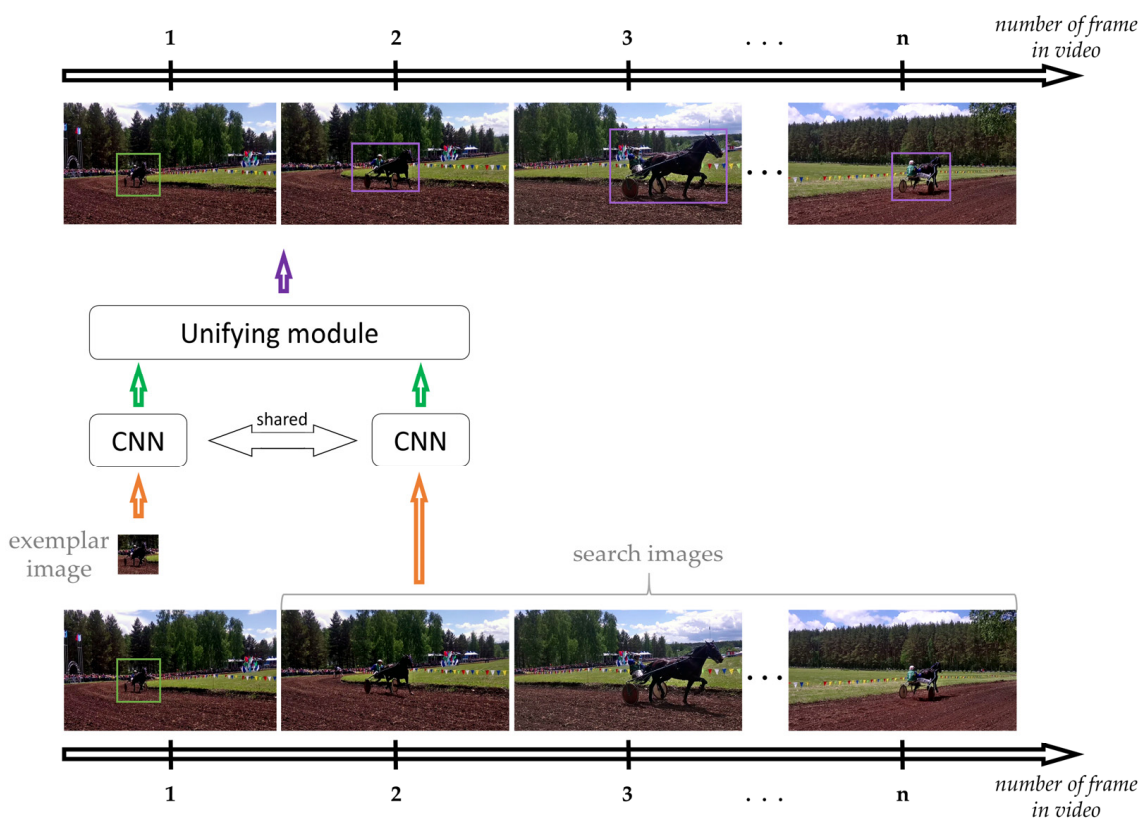 1 2 3 . . . n
number of frame
in video
. . .
Unifying module
shared
CNN CNN
exemplar
image
search images
. . .
1 2 3 . . . n
number of frame
in video